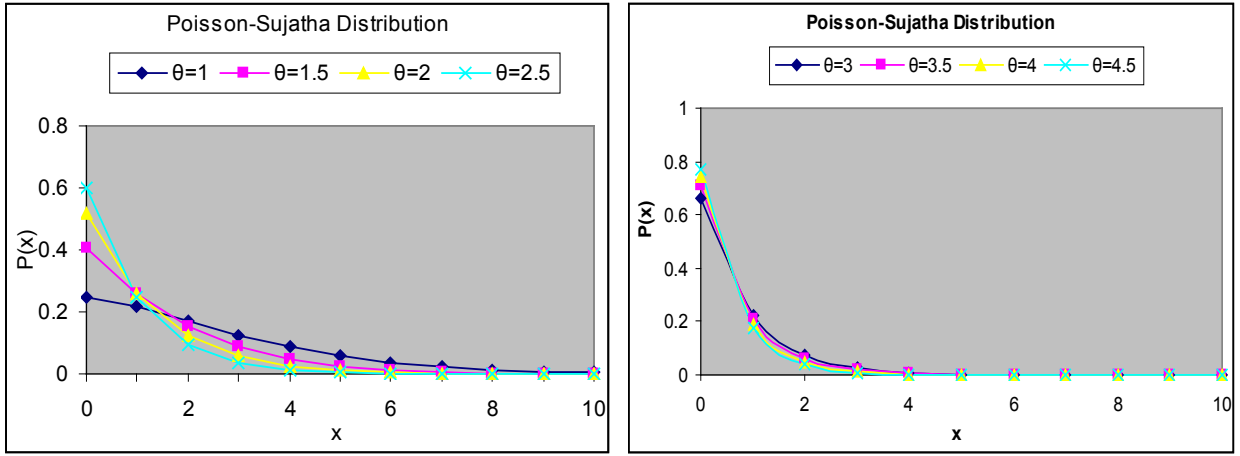 Poisson-Sujatha Distribution
θ=1 θ=1.5 θ=2 θ=2.5
0.8
0.6
0.4
0.2
0
P(x)
0 2 4 6 8 10
x
Poisson-Sujatha Distribution
θ=3 θ=3.5 θ=4 θ=4.5
1
0.8
0.6
0.4
0.2
0
P(x)
0 2 4 6 8 10
x